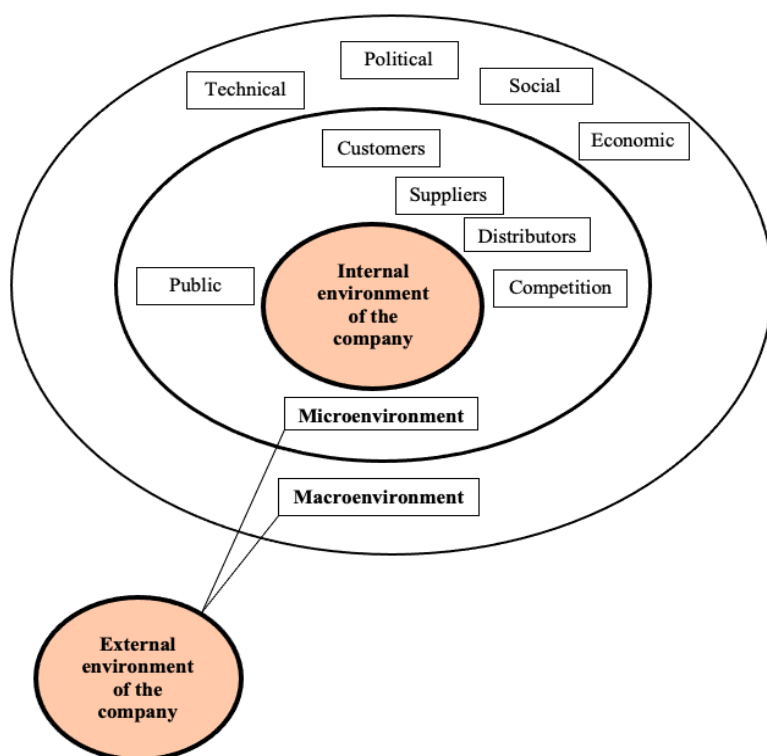 Political
Technical
Social
Economic
Customers
Suppliers
Distributors
Public
Competition
Internal
environment
of the
company
Microenvironment
Macroenvironment
External
environment
of the
company